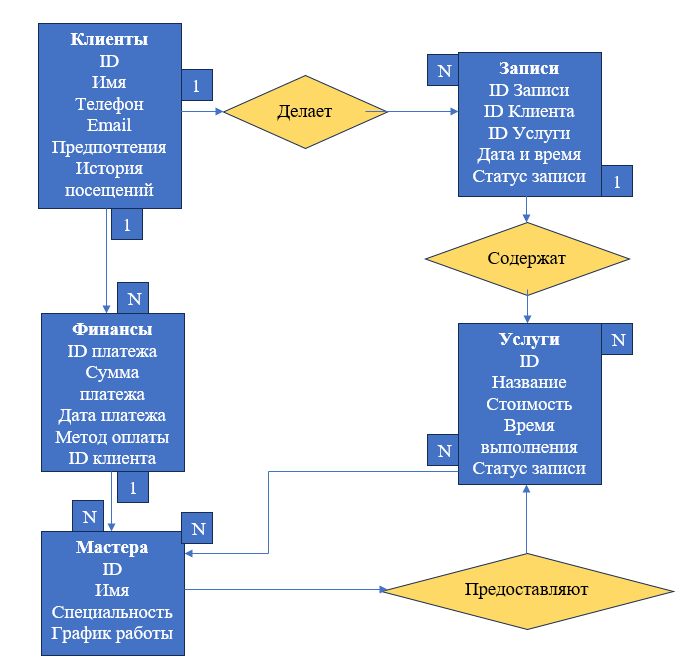 Клиенты
ID
Имя
Телефон
Email
Предпочтения
История
посещений
1
1
Делает
N
Записи
ID Записи
ID Клиента
ID Услуги
Дата и время
Статус записи
1
Содержат
N
Финансы
ID платежа
Сумма
платежа
Дата платежа
Метод оплаты
ID клиента
1
Услуги
ID
Название
Стоимость
Время
выполнения
Статус записи
N
N
N
N
Мастера
ID
Имя
Специальность
График работы
Предоставляют